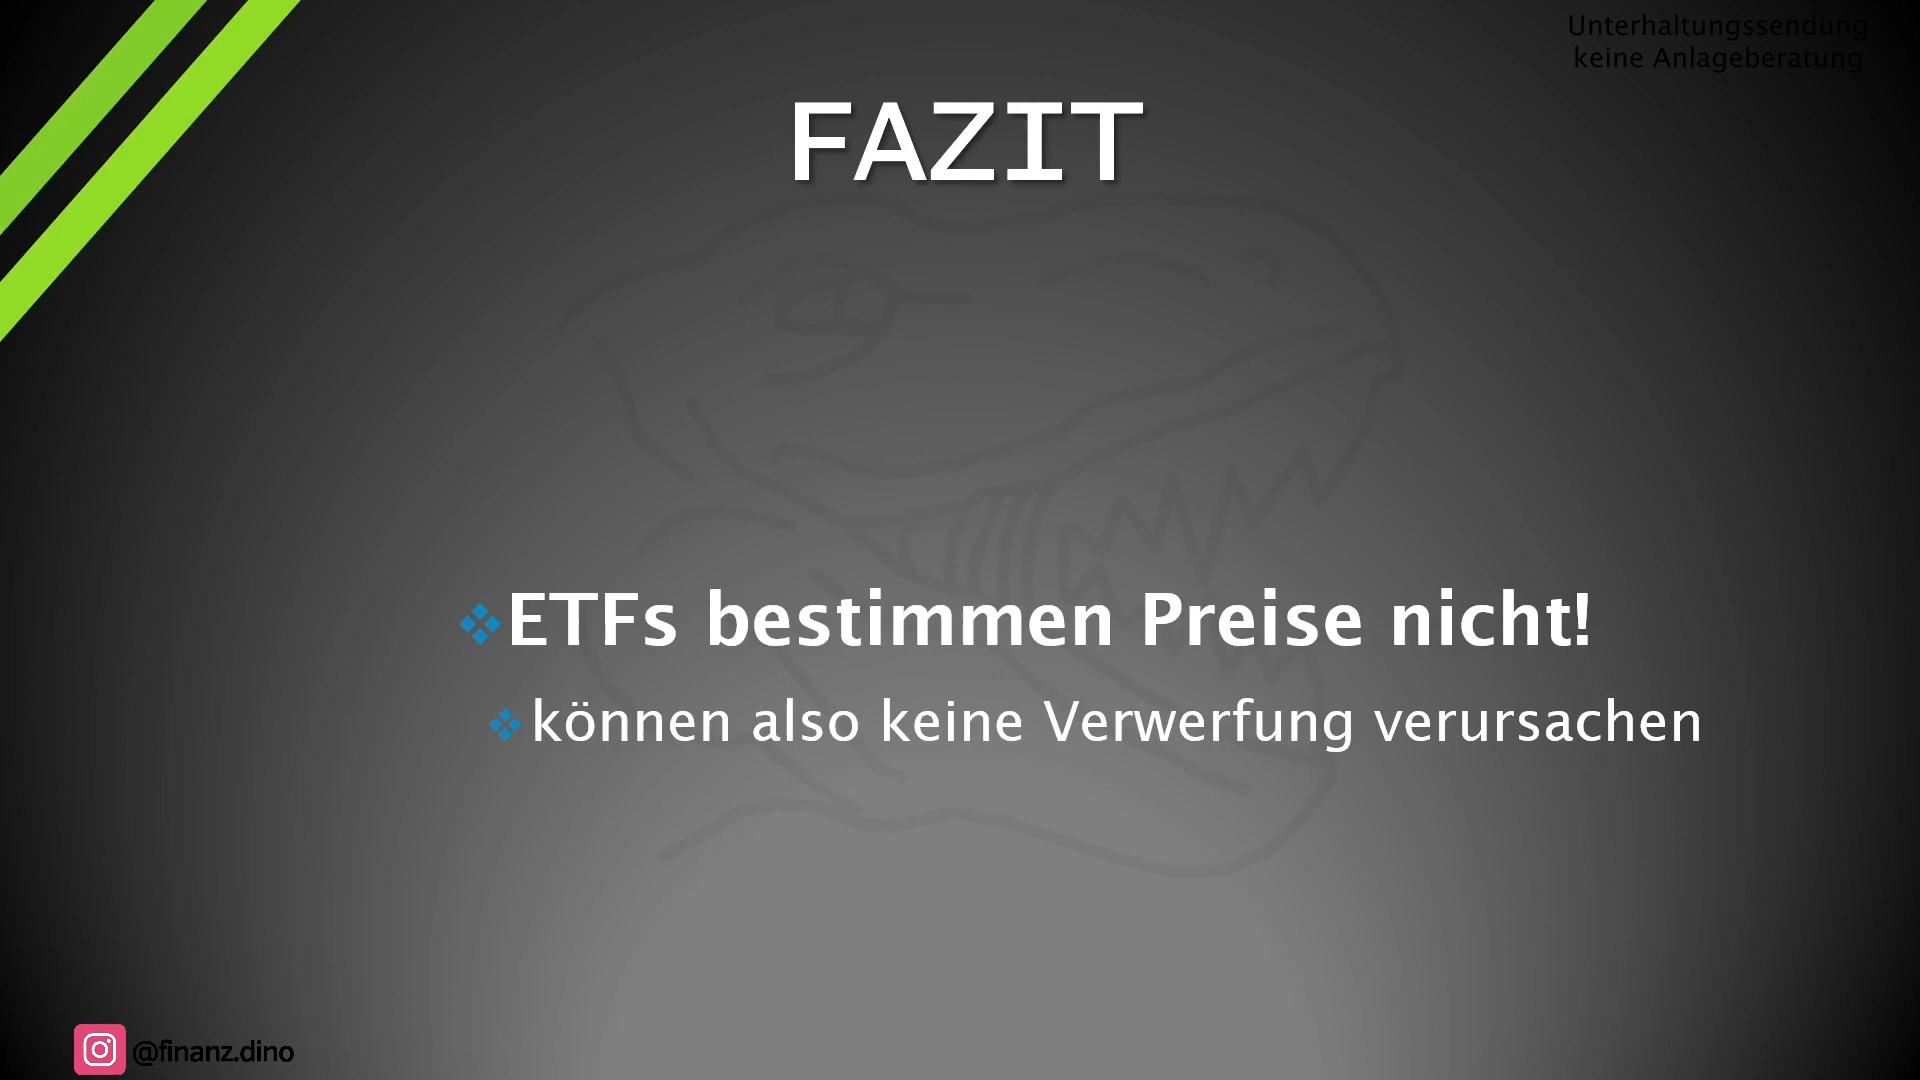 Unterhaltungssendung
keine Anlageberatung
FAZIT
ETFs bestimmen Preise nicht!
können also keine Verwerfung verursachen
@finanz.dino